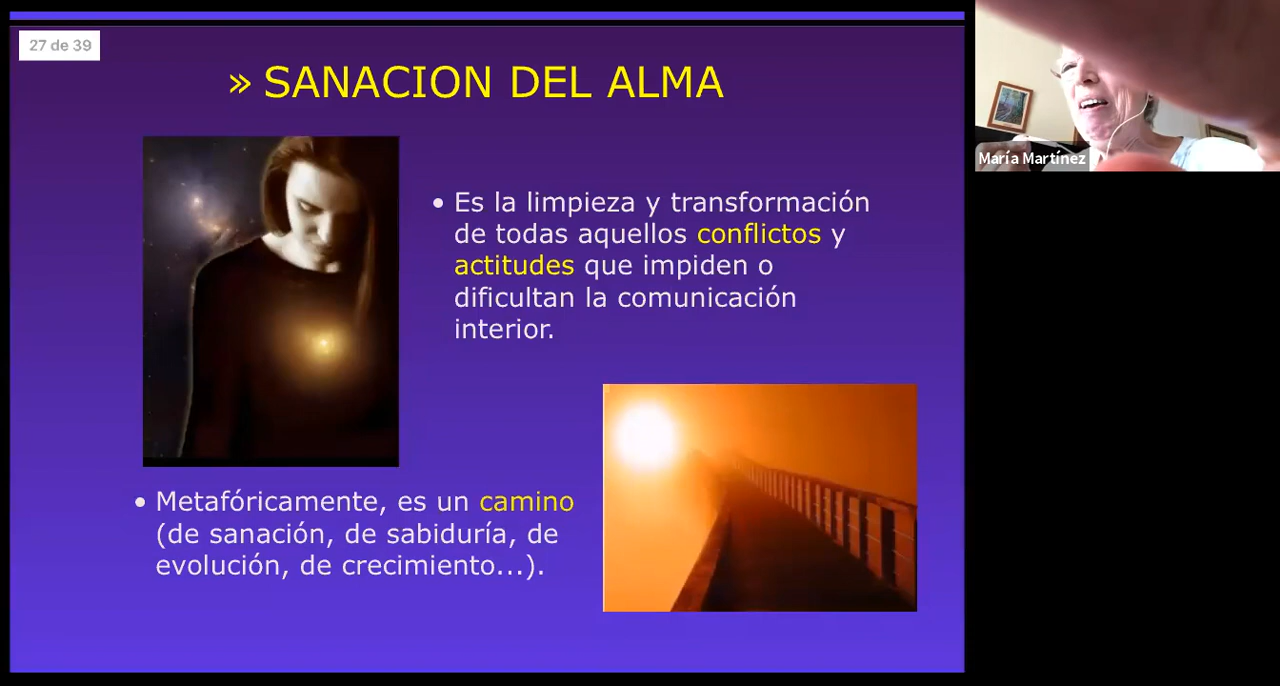 27 de 39
» SANACION DEL ALMA
• Es la limpieza y transformación
de todas aquellos conflictos y
actitudes que impiden o
dificultan la comunicación
interior.
• Metafóricamente, es un camino
(de sanación, de sabiduría, de
evolución, de crecimiento...).
María Martínez